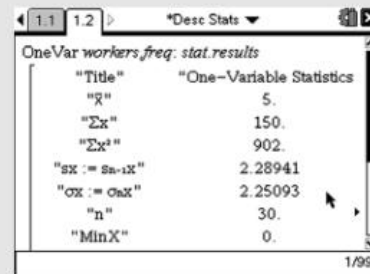 1.1 1.2 *Desc Stats
OneVar workers,freq: stat.results
"Title" "One-Variable Statistics
"x̄" 5.
"Σx" 150.
"Σx²" 902.
"sx := sn-1x" 2.28941
"σx := σnx" 2.25093
"n" 30.
"MinX" 0.
1/99